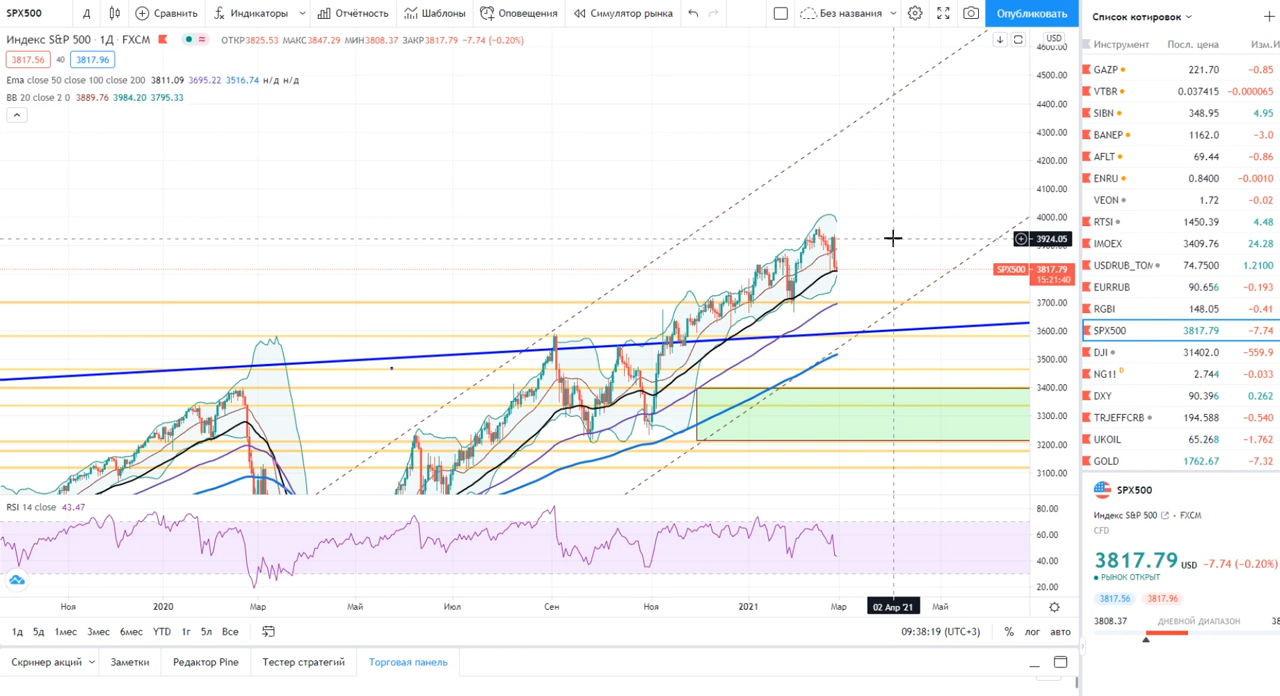 SPX500 Д Сравнить Индикаторы Отчётность Шаблоны Оповещения Симулятор рынка Без названия Опубликовать
Индекс S&P 500 · 1Д · FXCM ОТКР3825.53 МАКС3847.29 МИН3808.37 ЗАКР3817.79 -7.74 (-0.20%)
3817.56 40 3817.96
Ema close 50 close 100 close 200 3811.09 3695.22 3516.74 н/д н/д
BB 20 close 2 0 3889.76 3984.20 3795.33
USD
4600.00
4500.00
4400.00
4300.00
4200.00
4100.00
4000.00
3924.05
SPX500 3817.79
15:21:40
3700.00
3600.00
3500.00
3400.00
3300.00
3200.00
3100.00
RSI 14 close 43.47
80.00
60.00
40.00
20.00
Ноя 2020 Мар Май Июл Сен Ноя 2021 Мар 02 Апр '21 Май
1д 5д 1мес 3мес 6мес YTD 1г 5л Все 09:38:19 (UTC+3) % лог авто
Скринер акций Заметки Редактор Pine Тестер стратегий Торговая панель
Список котировок
Инструмент Посл. цена Изм.И
GAZP 221.70 -0.85
VTBR 0.037415 -0.000065
SIBN 348.95 4.95
BANEP 1162.0 -3.0
AFLT 69.44 -0.86
ENRU 0.8400 -0.0010
VEON 1.72 -0.02
RTSI 1450.39 4.48
IMOEX 3409.76 24.28
USDRUB_TOM 74.7500 1.2100
EURRUB 90.656 -0.193
RGBI 148.05 -0.41
SPX500 3817.79 -7.74
DJI 31402.0 -559.9
NG1! D 2.744 -0.033
DXY 90.396 0.262
TRJEFFCRB 194.588 -0.540
UKOIL 65.268 -1.762
GOLD 1762.67 -7.32
SPX500
Индекс S&P 500 · FXCM
CFD
3817.79 USD -7.74 (-0.20%)
РЫНОК ОТКРЫТ
3817.56 3817.96
3808.37 ДНЕВНОЙ ДИАПАЗОН 38